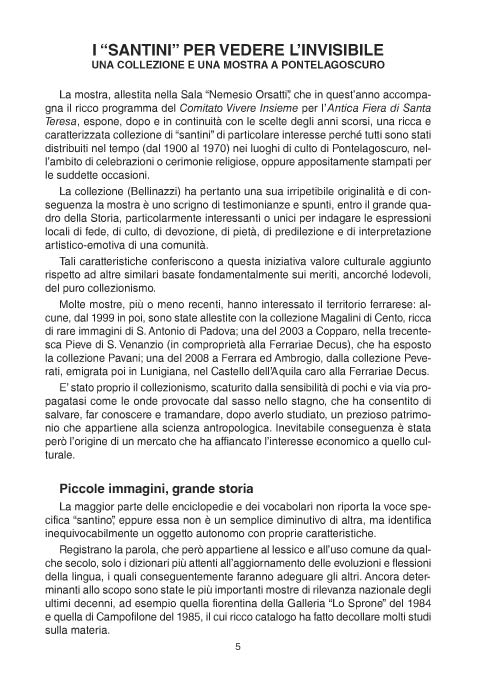 I “SANTINI” PER VEDERE L’INVISIBILE
UNA COLLEZIONE E UNA MOSTRA A PONTELAGOSCURO
La mostra, allestita nella Sala “Nemesio Orsatti”, che in quest’anno accompa-
gna il ricco programma del Comitato Vivere Insieme per l’Antica Fiera di Santa
Teresa, espone, dopo e in continuità con le scelte degli anni scorsi, una ricca e
caratterizzata collezione di “santini” di particolare interesse perché tutti sono stati
distribuiti nel tempo (dal 1900 al 1970) nei luoghi di culto di Pontelagoscuro, nel-
l’ambito di celebrazioni o cerimonie religiose, oppure appositamente stampati per
le suddette occasioni.
La collezione (Bellinazzi) ha pertanto una sua irripetibile originalità e di con-
seguenza la mostra è uno scrigno di testimonianze e spunti, entro il grande qua-
dro della Storia, particolarmente interessanti o unici per indagare le espressioni
locali di fede, di culto, di devozione, di pietà, di predilezione e di interpretazione
artistico-emotiva di una comunità.
Tali caratteristiche conferiscono a questa iniziativa valore culturale aggiunto
rispetto ad altre similari basate fondamentalmente sui meriti, ancorché lodevoli,
del puro collezionismo.
Molte mostre, più o meno recenti, hanno interessato il territorio ferrarese: al-
cune, dal 1999 in poi, sono state allestite con la collezione Magalini di Cento, ricca
di rare immagini di S. Antonio di Padova; una del 2003 a Copparo, nella trecente-
sca Pieve di S. Venanzio (in comproprietà alla Ferrariae Decus), che ha esposto
la collezione Pavani; una del 2008 a Ferrara ed Ambrogio, dalla collezione Peve-
rati, emigrata poi in Lunigiana, nel Castello dell’Aquila caro alla Ferrariae Decus.
E’ stato proprio il collezionismo, scaturito dalla sensibilità di pochi e via via pro-
pagatasi come le onde provocate dal sasso nello stagno, che ha consentito di
salvare, far conoscere e tramandare, dopo averlo studiato, un prezioso patrimo-
nio che appartiene alla scienza antropologica. Inevitabile conseguenza è stata
però l’origine di un mercato che ha affiancato l’interesse economico a quello cul-
turale.
Piccole immagini, grande storia
La maggior parte delle enciclopedie e dei vocabolari non riporta la voce spe-
cifica “santino”, eppure essa non è un semplice diminutivo di altra, ma identifica
inequivocabilmente un oggetto autonomo con proprie caratteristiche.
Registrano la parola, che però appartiene al lessico e all’uso comune da qual-
che secolo, solo i dizionari più attenti all’aggiornamento delle evoluzioni e flessioni
della lingua, i quali conseguentemente faranno adeguare gli altri. Ancora deter-
minanti allo scopo sono state le più importanti mostre di rilevanza nazionale degli
ultimi decenni, ad esempio quella fiorentina della Galleria “Lo Sprone” del 1984
e quella di Campofilone del 1985, il cui ricco catalogo ha fatto decollare molti studi
sulla materia.
5